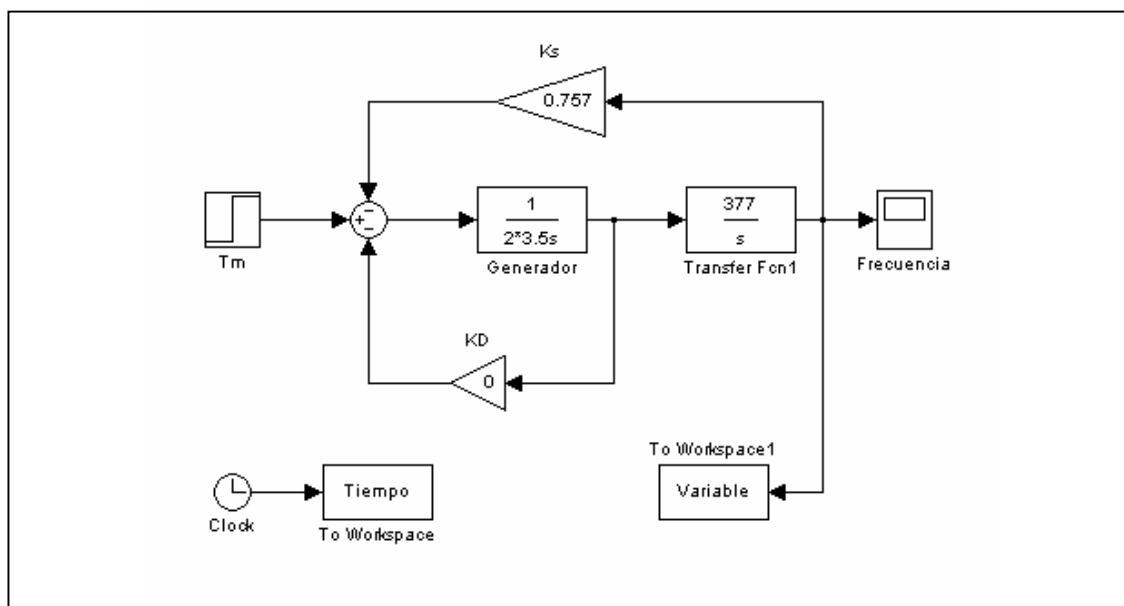 Ks
0.757
+
−
−
Tm
1
2*3.5s
Generador
377
s
Transfer Fcn1
Frecuencia
KD
0
Clock
Tiempo
To Workspace
To Workspace1
Variable